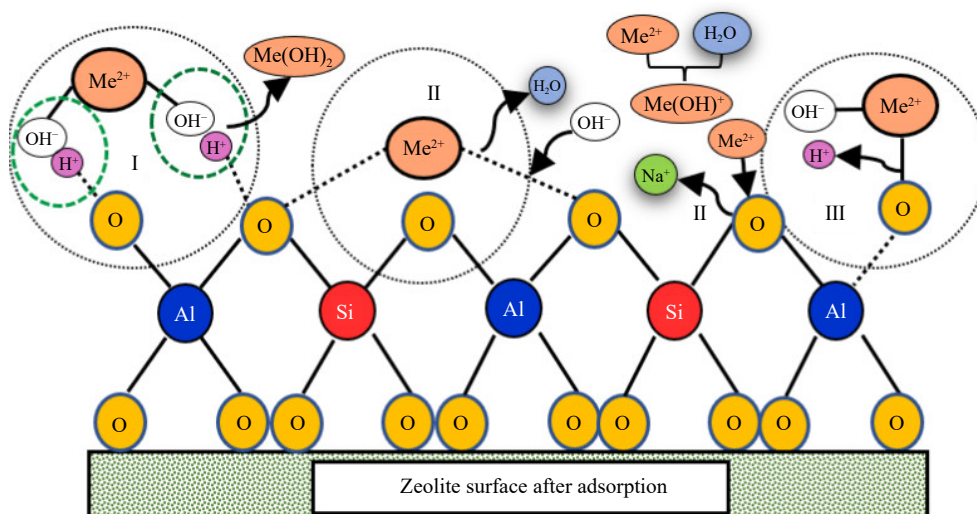 Me²⁺
H₂O
Me(OH)₂
Me²⁺
II
H₂O
Me(OH)⁺
OH⁻
Me²⁺
OH⁻
OH⁻
OH⁻
Me²⁺
Me²⁺
H⁺
I
H⁺
H⁺
Na⁺
II
III
O
O
O
O
O
O
Al
Si
Al
Si
Al
O
O
O
O
O
O
O
O
O
O
Zeolite surface after adsorption